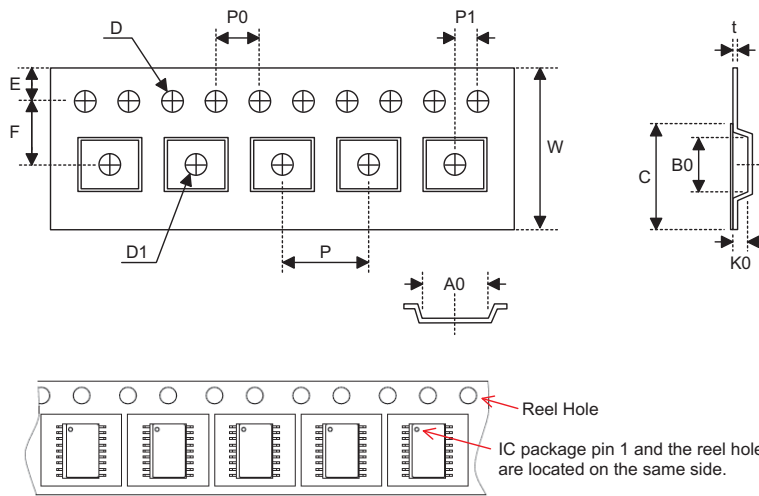 D
P0
P1
t
E
F
W
C
B0
D1
P
A0
K0
Reel Hole
IC package pin 1 and the reel hole
are located on the same side.